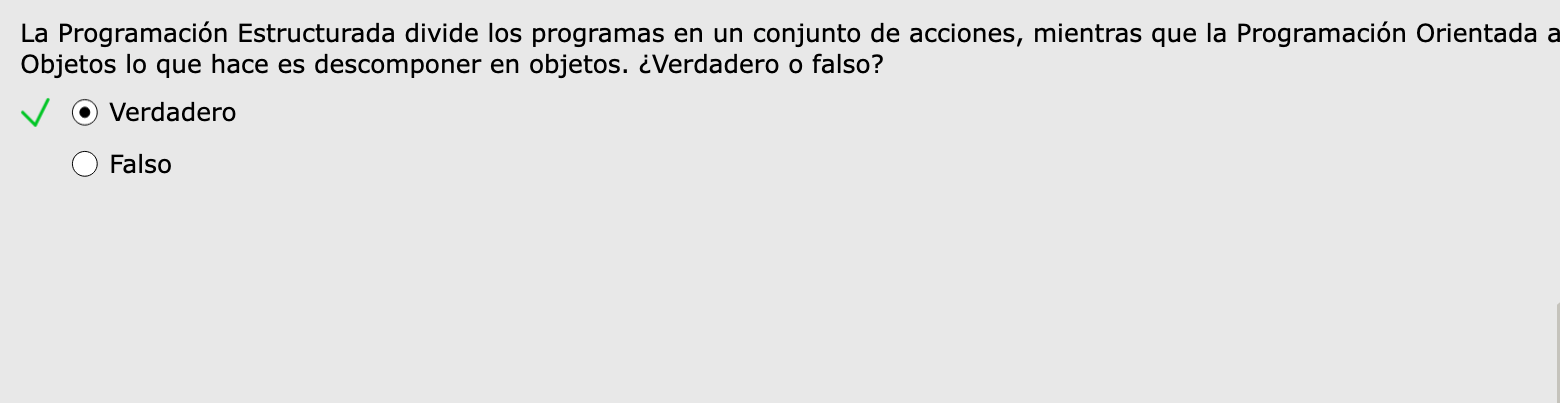 La Programación Estructurada divide los programas en un conjunto de acciones, mientras que la Programación Orientada a
Objetos lo que hace es descomponer en objetos. ¿Verdadero o falso?
Verdadero
Falso